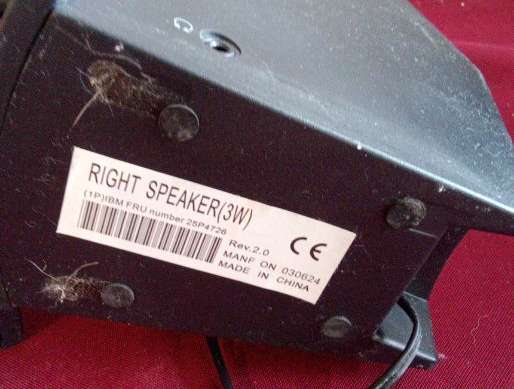 RIGHT SPEAKER(3W)
(1P)IBM FRU number 25P4726
Rev.2.0
MANF ON 030624
MADE IN CHINA
CE